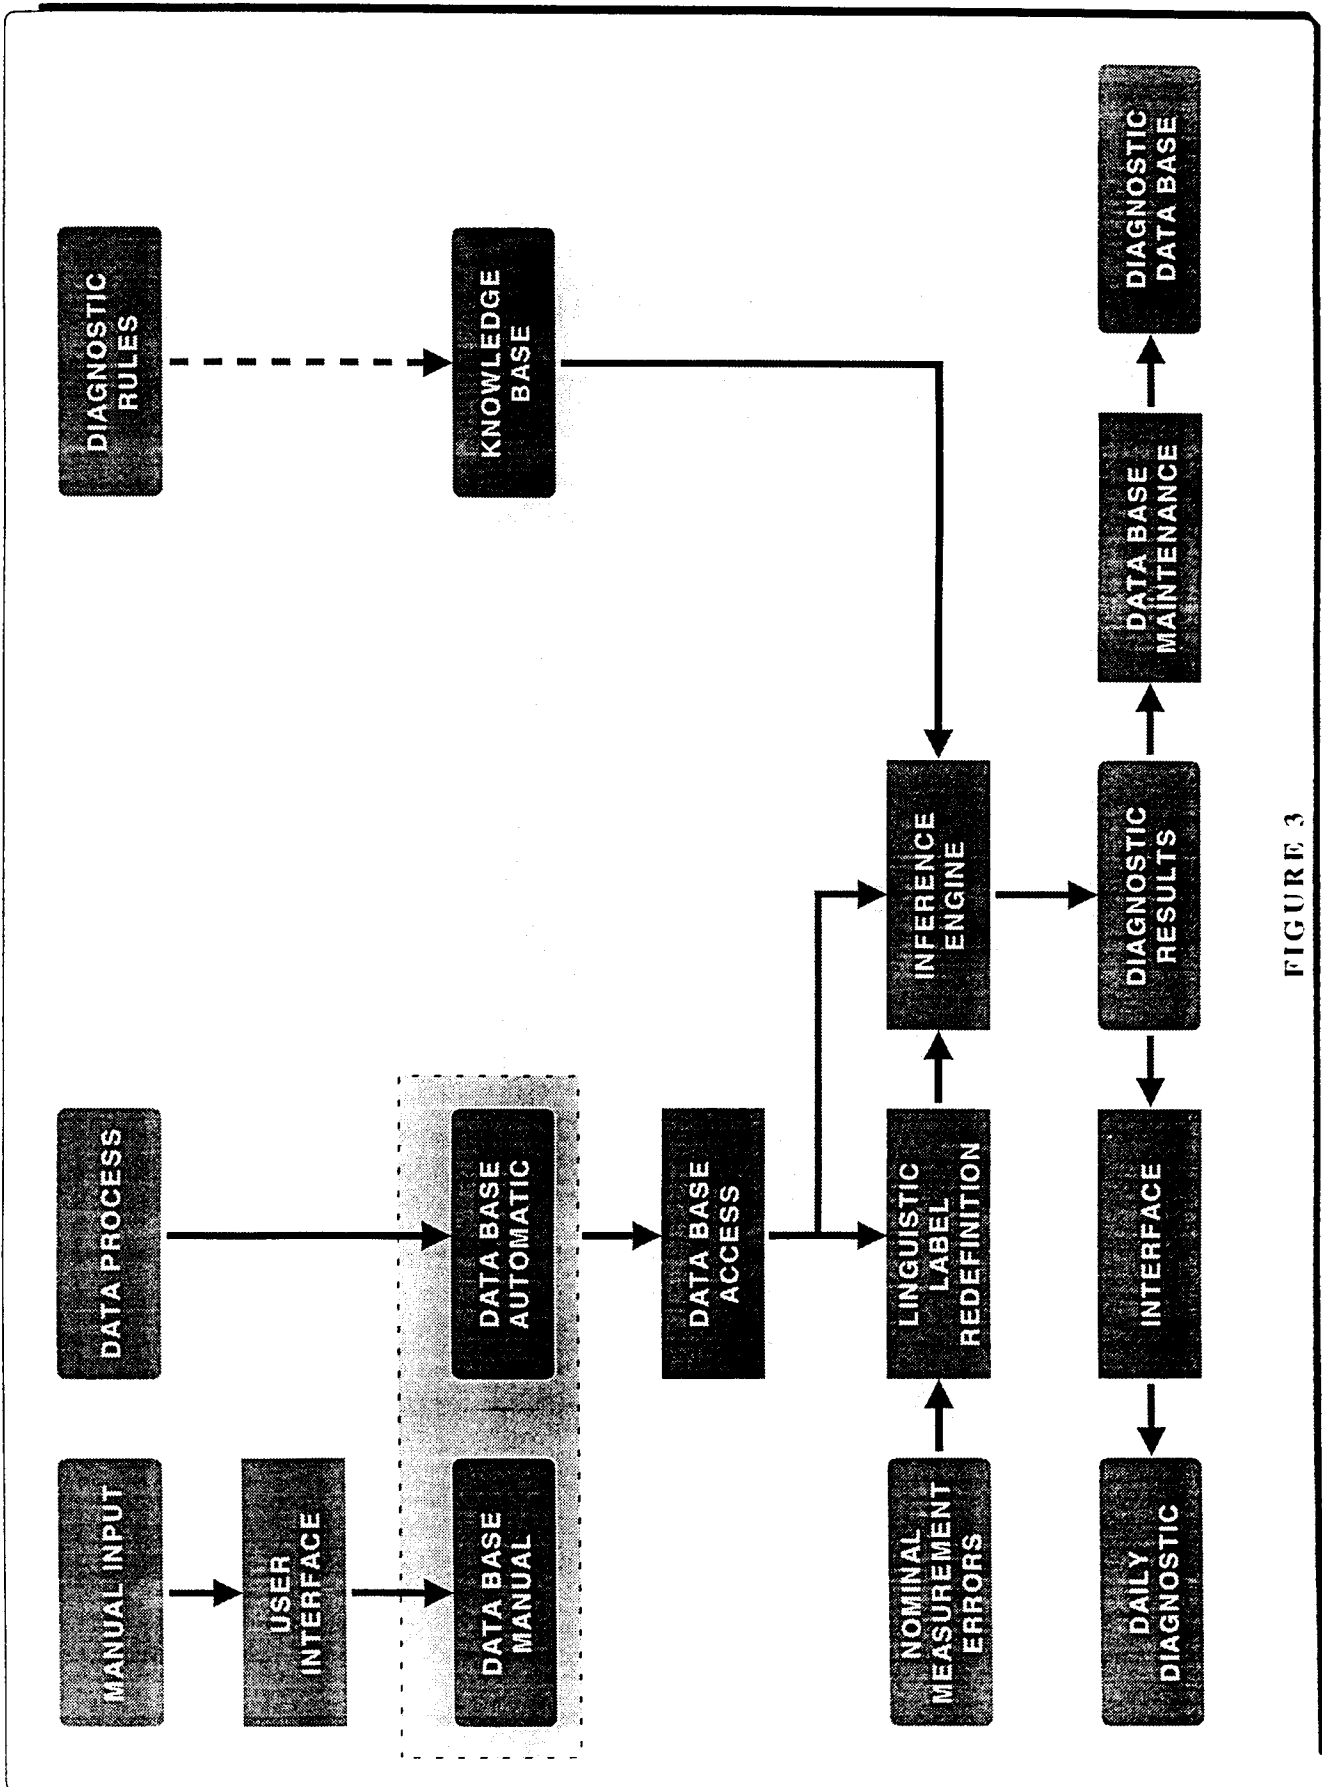 MANUAL INPUT
DATA PROCESS
DIAGNOSTIC
RULES
USER
INTERFACE
DATA BASE
MANUAL
DATA BASE
AUTOMATIC
KNOWLEDGE
BASE
DATA BASE
ACCESS
NOMINAL
MEASUREMENT
ERRORS
LINGUISTIC
LABEL
REDEFINITION
INFERENCE
ENGINE
DAILY
DIAGNOSTIC
INTERFACE
DIAGNOSTIC
RESULTS
DATA BASE
MAINTENANCE
DIAGNOSTIC
DATA BASE
FIGURE 3